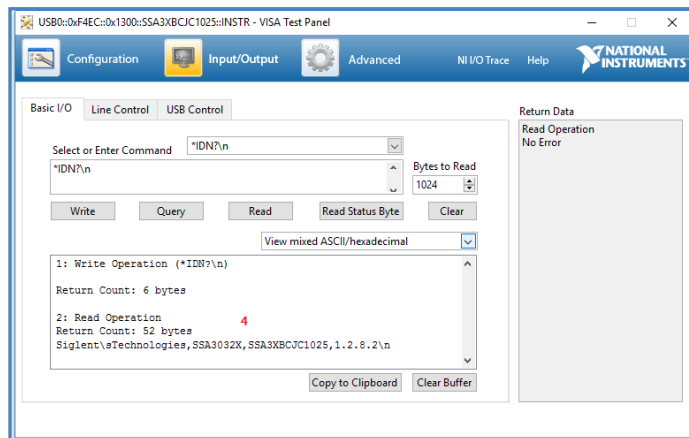 USB0::0xF4EC::0x1300::SSA3XBCJC1025::INSTR - VISA Test Panel
Configuration Input/Output Advanced NI I/O Trace Help NATIONAL INSTRUMENTS
Basic I/O Line Control USB Control
Return Data
Read Operation
No Error
Select or Enter Command *IDN?\n
*IDN?\n
Bytes to Read
1024
Write Query Read Read Status Byte Clear
View mixed ASCII/hexadecimal
1: Write Operation (*IDN?\n)
Return Count: 6 bytes
2: Read Operation
4
Return Count: 52 bytes
Siglent\sTechnologies,SSA3032X,SSA3XBCJC1025,1.2.8.2\n
Copy to Clipboard Clear Buffer